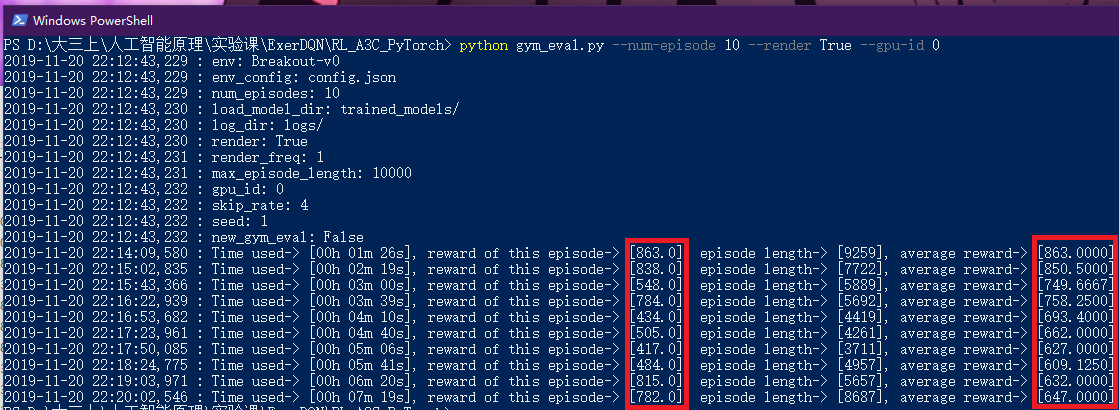 Windows PowerShell
PS D:\大三上\人工智能原理\实验课\ExerDQN\RL_A3C_PyTorch> python gym_eval.py --num-episode 10 --render True --gpu-id 0
2019-11-20 22:12:43,229 : env: Breakout-v0
2019-11-20 22:12:43,229 : env_config: config.json
2019-11-20 22:12:43,229 : num_episodes: 10
2019-11-20 22:12:43,230 : load_model_dir: trained_models/
2019-11-20 22:12:43,230 : log_dir: logs/
2019-11-20 22:12:43,230 : render: True
2019-11-20 22:12:43,231 : render_freq: 1
2019-11-20 22:12:43,231 : max_episode_length: 10000
2019-11-20 22:12:43,232 : gpu_id: 0
2019-11-20 22:12:43,232 : skip_rate: 4
2019-11-20 22:12:43,232 : seed: 1
2019-11-20 22:12:43,232 : new_gym_eval: False
2019-11-20 22:14:09,580 : Time used-> [00h 01m 26s], reward of this episode-> [863.0] episode length-> [9259], average reward-> [863.0000]
2019-11-20 22:15:02,835 : Time used-> [00h 02m 19s], reward of this episode-> [838.0] episode length-> [7722], average reward-> [850.5000]
2019-11-20 22:15:43,366 : Time used-> [00h 03m 00s], reward of this episode-> [548.0] episode length-> [5889], average reward-> [749.6667]
2019-11-20 22:16:22,939 : Time used-> [00h 03m 39s], reward of this episode-> [784.0] episode length-> [5692], average reward-> [758.2500]
2019-11-20 22:16:53,682 : Time used-> [00h 04m 10s], reward of this episode-> [434.0] episode length-> [4419], average reward-> [693.4000]
2019-11-20 22:17:23,961 : Time used-> [00h 04m 40s], reward of this episode-> [505.0] episode length-> [4261], average reward-> [662.0000]
2019-11-20 22:17:50,085 : Time used-> [00h 05m 06s], reward of this episode-> [417.0] episode length-> [3711], average reward-> [627.0000]
2019-11-20 22:18:24,775 : Time used-> [00h 05m 41s], reward of this episode-> [484.0] episode length-> [4957], average reward-> [609.1250]
2019-11-20 22:19:03,971 : Time used-> [00h 06m 20s], reward of this episode-> [815.0] episode length-> [5657], average reward-> [632.0000]
2019-11-20 22:20:02,546 : Time used-> [00h 07m 19s], reward of this episode-> [782.0] episode length-> [8687], average reward-> [647.0000]